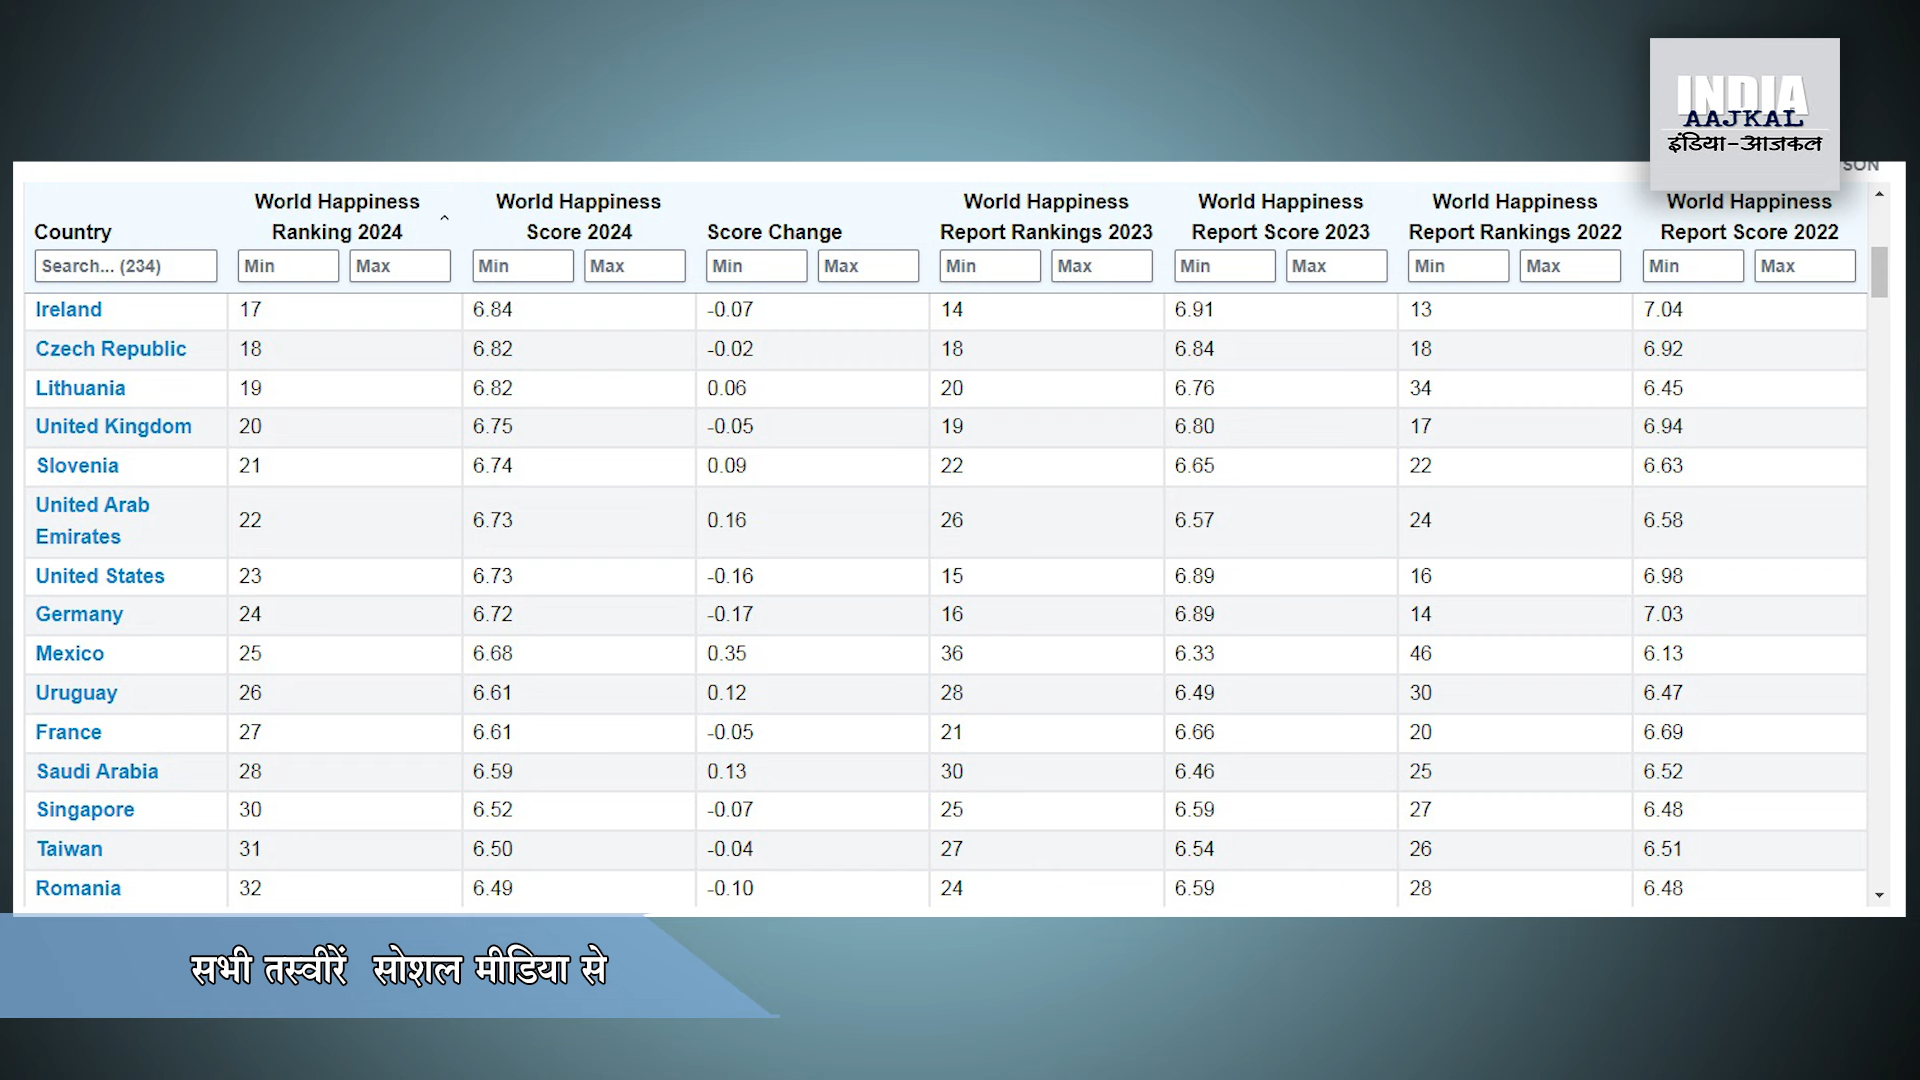 INDIA
AAJKAL
इंडिया-आजकल
SON
Country
World Happiness Ranking 2024
World Happiness Score 2024
Score Change
World Happiness Report Rankings 2023
World Happiness Report Score 2023
World Happiness Report Rankings 2022
World Happiness Report Score 2022
Search... (234) Min Max Min Max Min Max Min Max Min Max Min Max Min Max
Ireland 17 6.84 -0.07 14 6.91 13 7.04
Czech Republic 18 6.82 -0.02 18 6.84 18 6.92
Lithuania 19 6.82 0.06 20 6.76 34 6.45
United Kingdom 20 6.75 -0.05 19 6.80 17 6.94
Slovenia 21 6.74 0.09 22 6.65 22 6.63
United Arab Emirates 22 6.73 0.16 26 6.57 24 6.58
United States 23 6.73 -0.16 15 6.89 16 6.98
Germany 24 6.72 -0.17 16 6.89 14 7.03
Mexico 25 6.68 0.35 36 6.33 46 6.13
Uruguay 26 6.61 0.12 28 6.49 30 6.47
France 27 6.61 -0.05 21 6.66 20 6.69
Saudi Arabia 28 6.59 0.13 30 6.46 25 6.52
Singapore 30 6.52 -0.07 25 6.59 27 6.48
Taiwan 31 6.50 -0.04 27 6.54 26 6.51
Romania 32 6.49 -0.10 24 6.59 28 6.48
सभी तस्वीरें सोशल मीडिया से